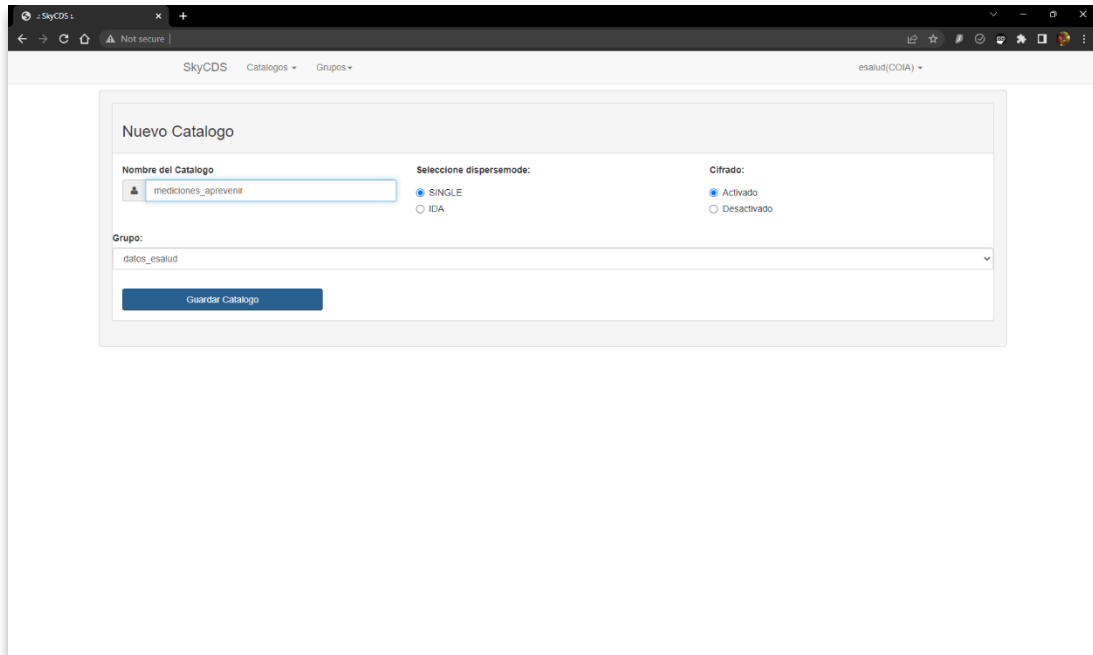 .: SkyCDS :.
Not secure
SkyCDS Catalogos Grupos esalud(COIA)
Nuevo Catalogo
Nombre del Catalogo Seleccione dispersemode: Cifrado:
mediciones_aprevenir SINGLE Activado
IDA Desactivado
Grupo:
datos_esalud
Guardar Catalogo